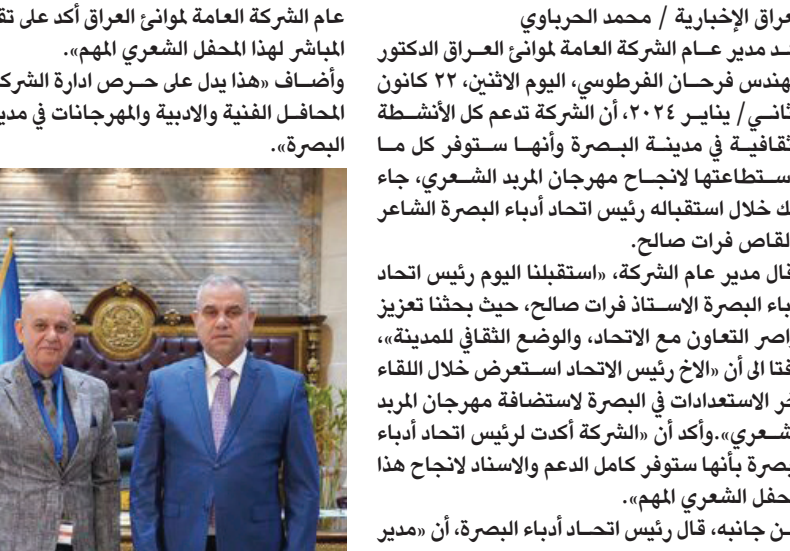 عراق الإخبارية / محمد الحرباوي
ـد مدير عام الشركة العامة لموانئ العراق الدكتور
هندس فرحان الفرطوسي، اليوم الاثنين، ٢٢ كانون
ثاني/ يناير ٢٠٢٤، أن الشركة تدعم كل الأنشطة
ثقافية في مدينة البصرة وأنها ستوفر كل ما
ستطاعتها لانجاح مهرجان المربد الشعري، جاء
ك خلال استقباله رئيس اتحاد أدباء البصرة الشاعر
لقاص فرات صالح.
قال مدير عام الشركة، «استقبلنا اليوم رئيس اتحاد
باء البصرة الاستاذ فرات صالح، حيث بحثنا تعزيز
اصر التعاون مع الاتحاد، والوضع الثقافي للمدينة»،
فتا الى أن «الاخ رئيس الاتحاد استعرض خلال اللقاء
خر الاستعدادات في البصرة لاستضافة مهرجان المربد
شعري».وأكد أن «الشركة أكدت لرئيس اتحاد أدباء
بصرة بأنها ستوفر كامل الدعم والاسناد لانجاح هذا
حفل الشعري المهم».
ـن جانبه، قال رئيس اتحاد أدباء البصرة، أن «مدير
عام الشركة العامة لموانئ العراق أكد على تق
المباشر لهذا المحفل الشعري المهم».
وأضاف «هذا يدل على حرص ادارة الشرك
المحافل الفنية والادبية والمهرجانات في مدي
البصرة».